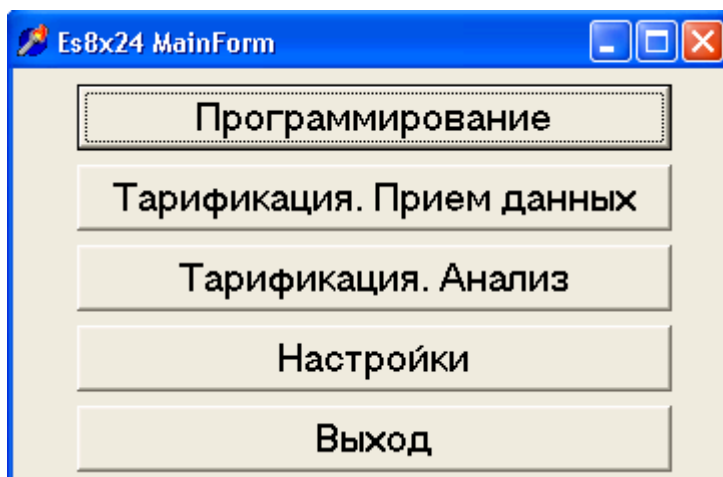 Es8x24 MainForm
Программирование
Тарификация. Прием данных
Тарификация. Анализ
Настройки
Выход